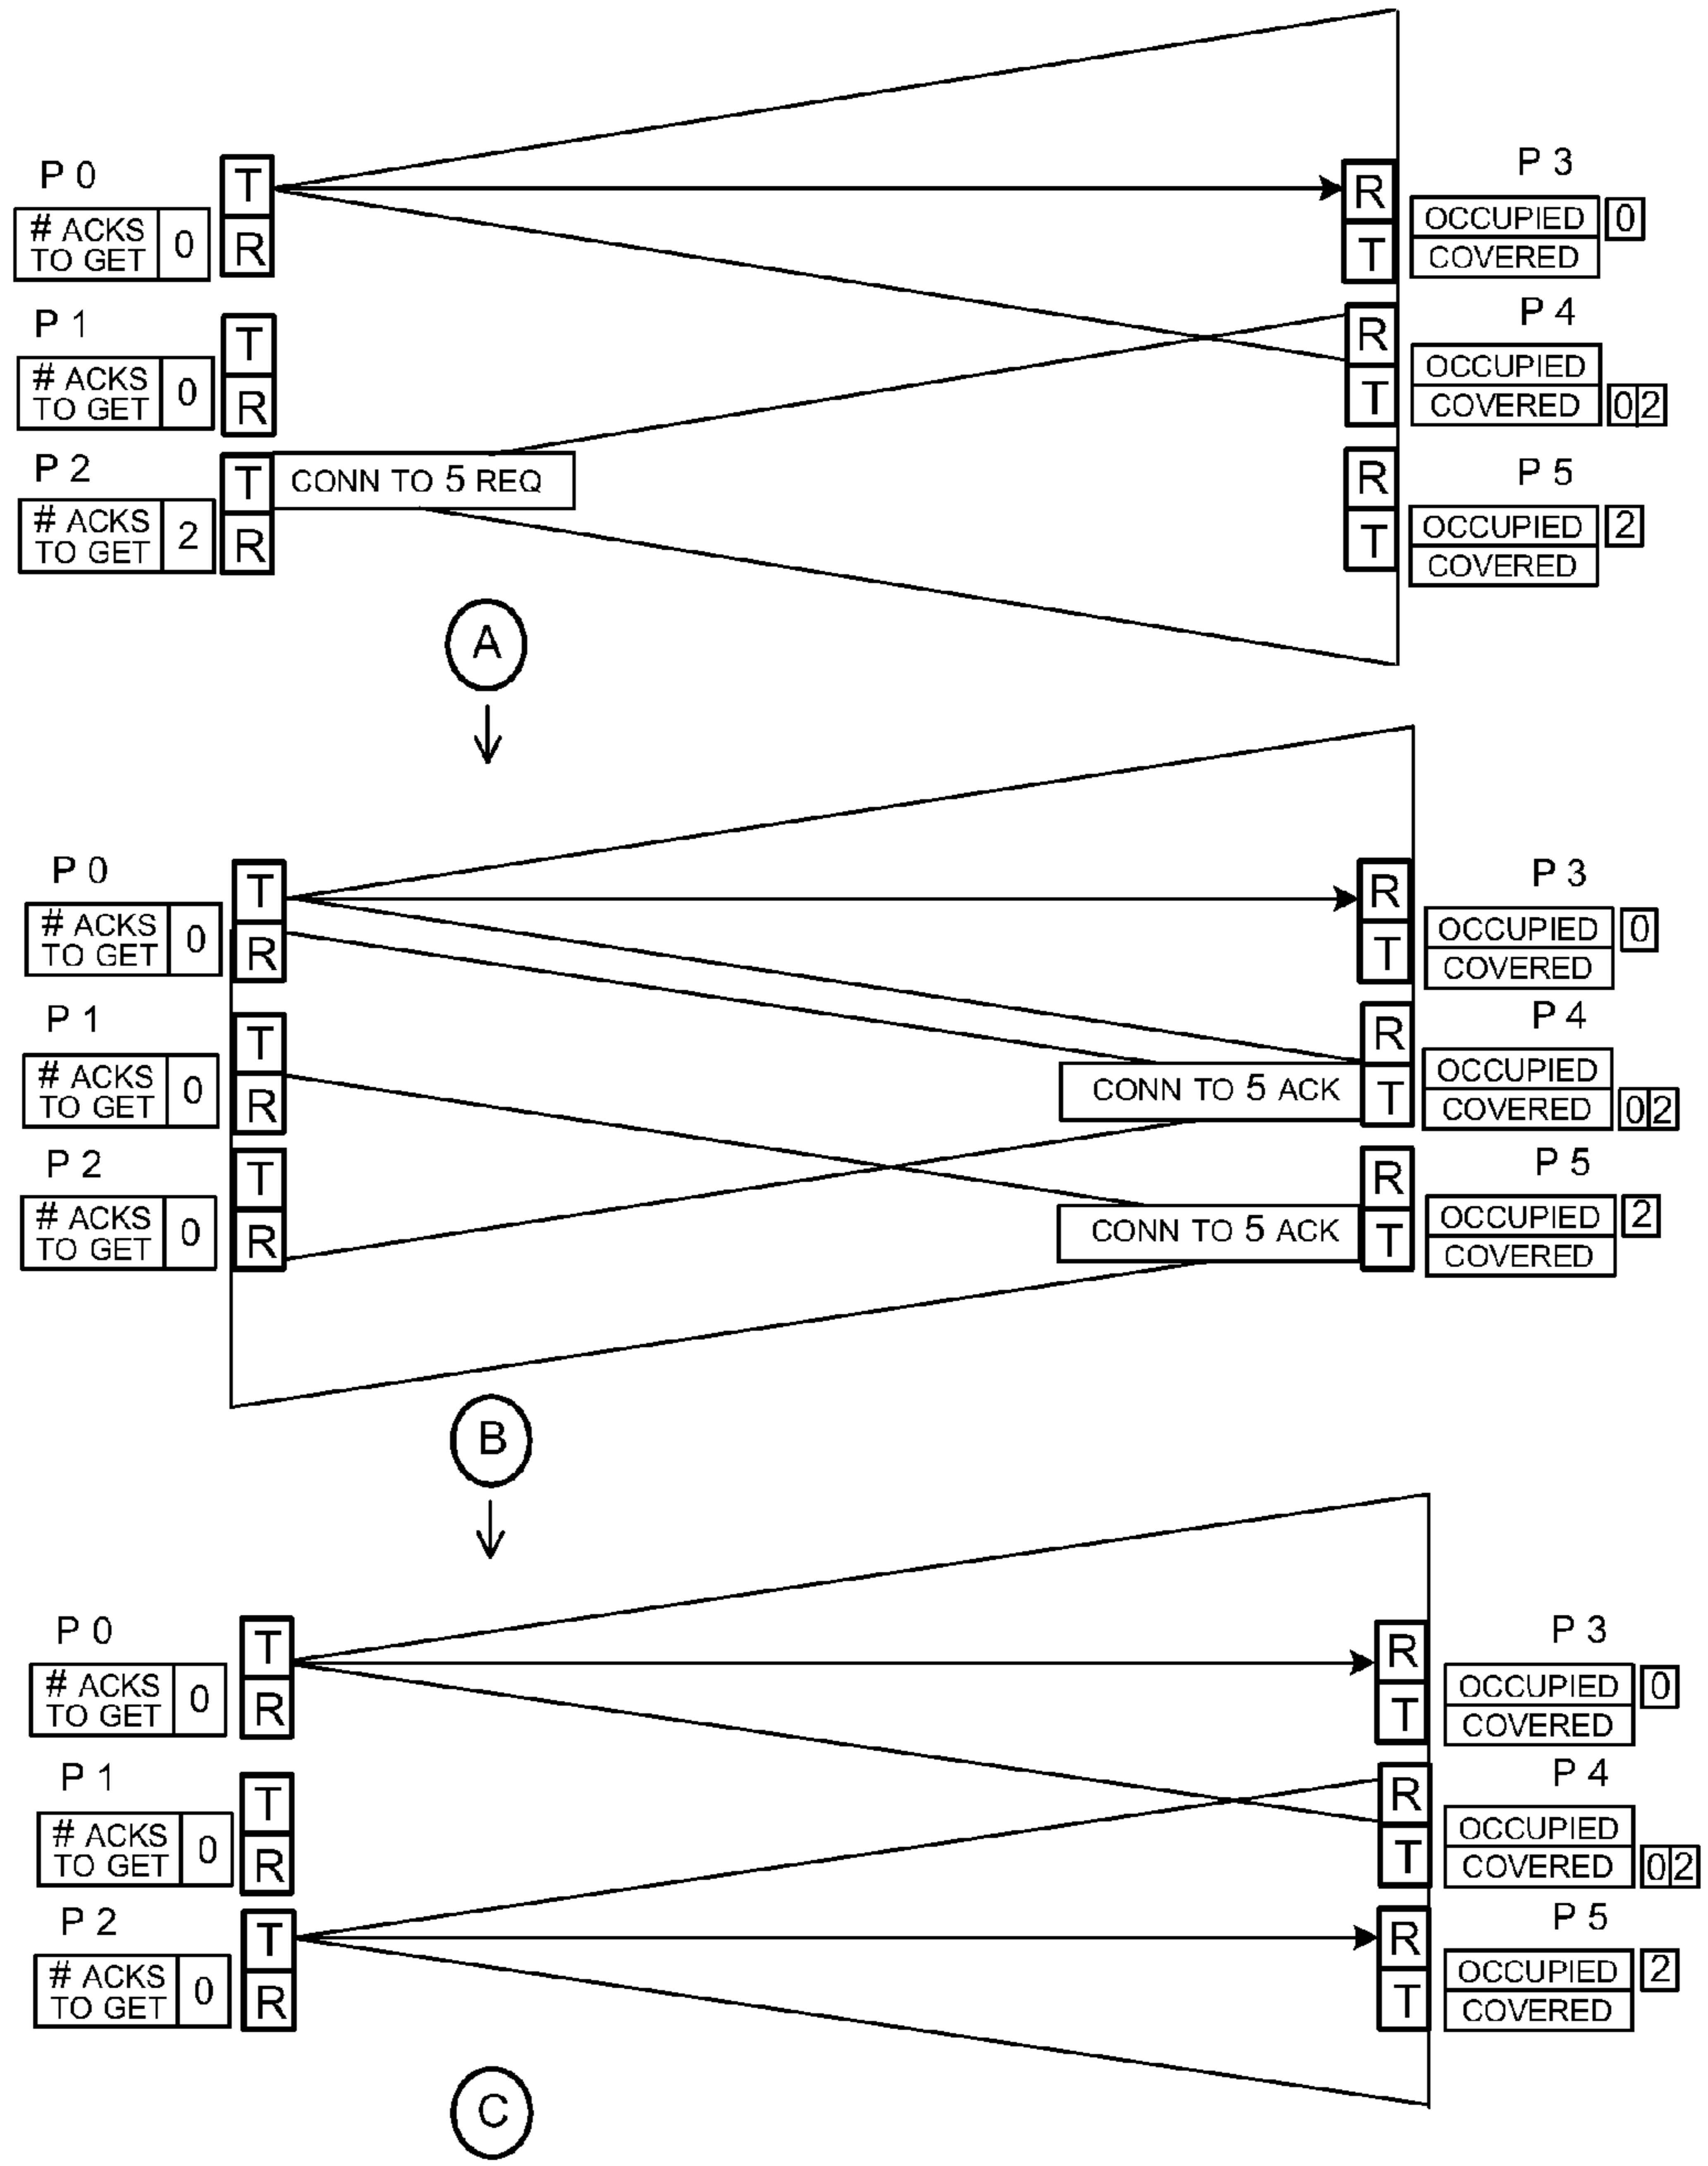 P 0
# ACKS
TO GET
0
T
R
P 1
# ACKS
TO GET
0
T
R
P 2
# ACKS
TO GET
2
T
R
CONN TO 5 REQ
R
T
P 3
OCCUPIED
0
COVERED
R
T
P 4
OCCUPIED
COVERED
0 2
R
T
P 5
OCCUPIED
2
COVERED
A
P 0
# ACKS
TO GET
0
T
R
P 1
# ACKS
TO GET
0
T
R
P 2
# ACKS
TO GET
0
T
R
R
T
P 3
OCCUPIED
0
COVERED
CONN TO 5 ACK
R
T
P 4
OCCUPIED
COVERED
0 2
CONN TO 5 ACK
R
T
P 5
OCCUPIED
2
COVERED
B
P 0
# ACKS
TO GET
0
T
R
P 1
# ACKS
TO GET
0
T
R
P 2
# ACKS
TO GET
0
T
R
R
T
P 3
OCCUPIED
0
COVERED
R
T
P 4
OCCUPIED
COVERED
0 2
R
T
P 5
OCCUPIED
2
COVERED
C